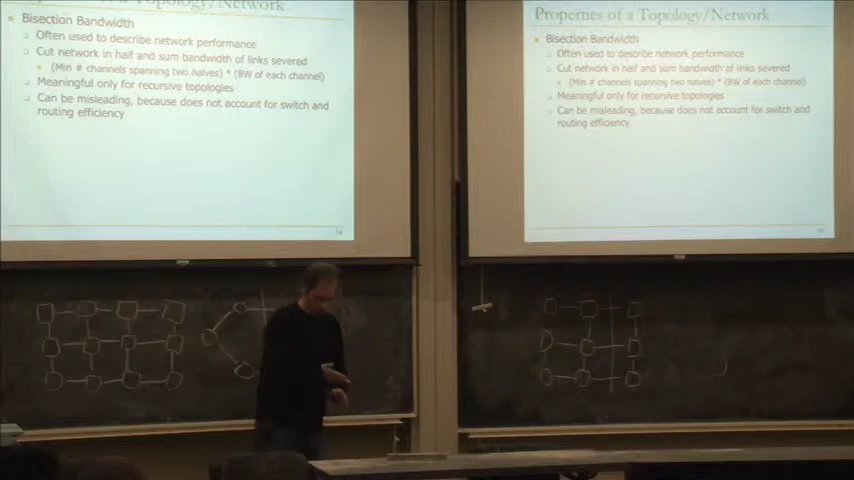 Topology/Network
Bisection Bandwidth
Often used to describe network performance
Cut network in half and sum bandwidth of links severed
(Min # channels spanning two halves) * (BW of each channel)
Meaningful only for recursive topologies
Can be misleading, because does not account for switch and
routing efficiency
Properties of a Topology/Network
Bisection Bandwidth
Often used to describe network performance
Cut network in half and sum bandwidth of links severed
(Min # channels spanning two halves) * (BW of each channel)
Meaningful only for recursive topologies
Can be misleading, because does not account for switch and
routing efficiency